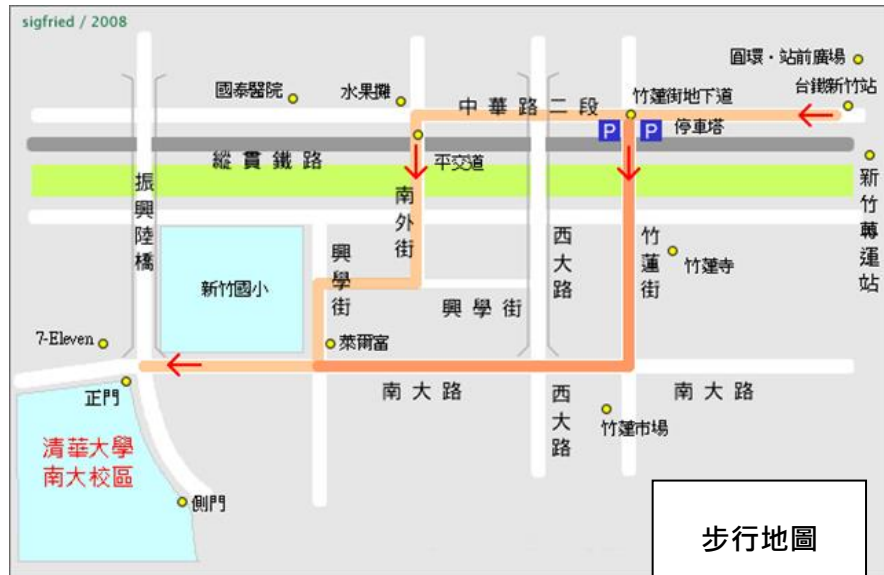 sigfried / 2008
圓環・站前廣場
台鐵新竹站
國泰醫院
水果攤
中華路二段
竹蓮街地下道
P P 停車塔
縱貫鐵路
平交道
新竹轉運站
振興陸橋
南外街
西大路
竹蓮街
竹蓮寺
新竹國小
興學街
興學街
7-Eleven
萊爾富
正門
南大路
西大路
南大路
竹蓮市場
清華大學
南大校區
側門
步行地圖